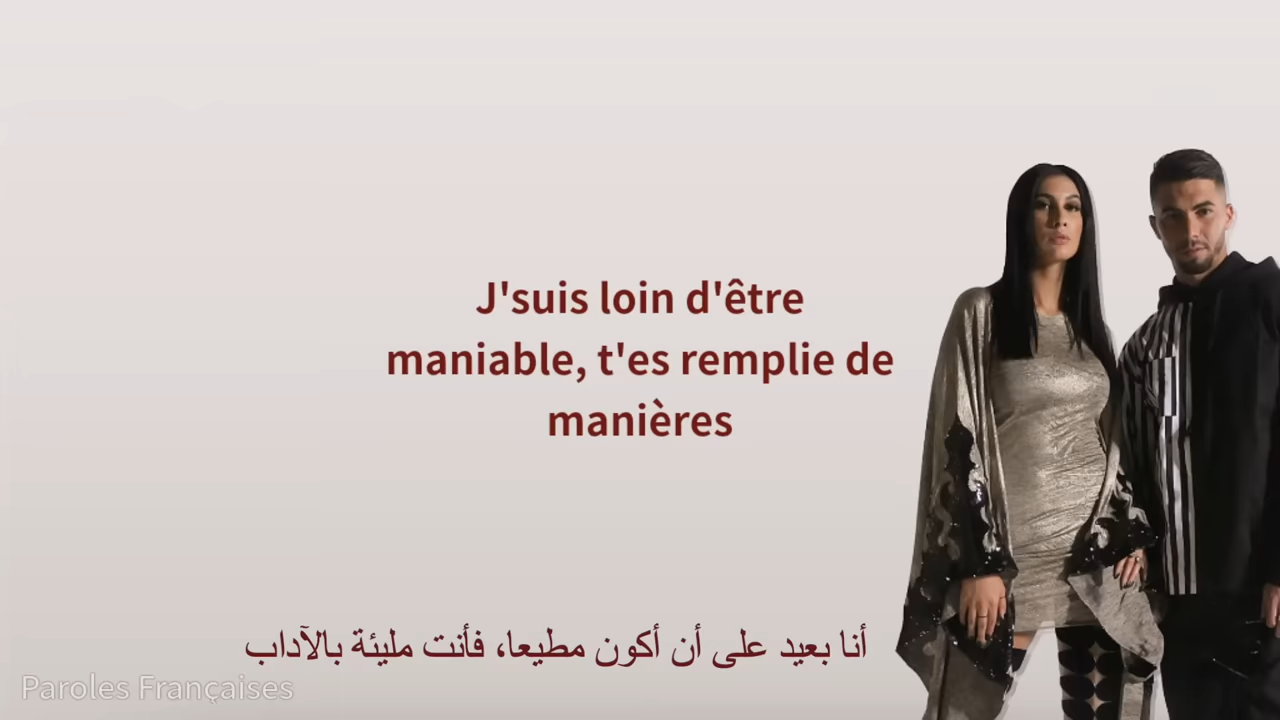 J'suis loin d'être
maniable, t'es remplie de
manières
أنا بعيد على أن أكون مطيعا، فأنت مليئة بالآداب
Paroles Françaises